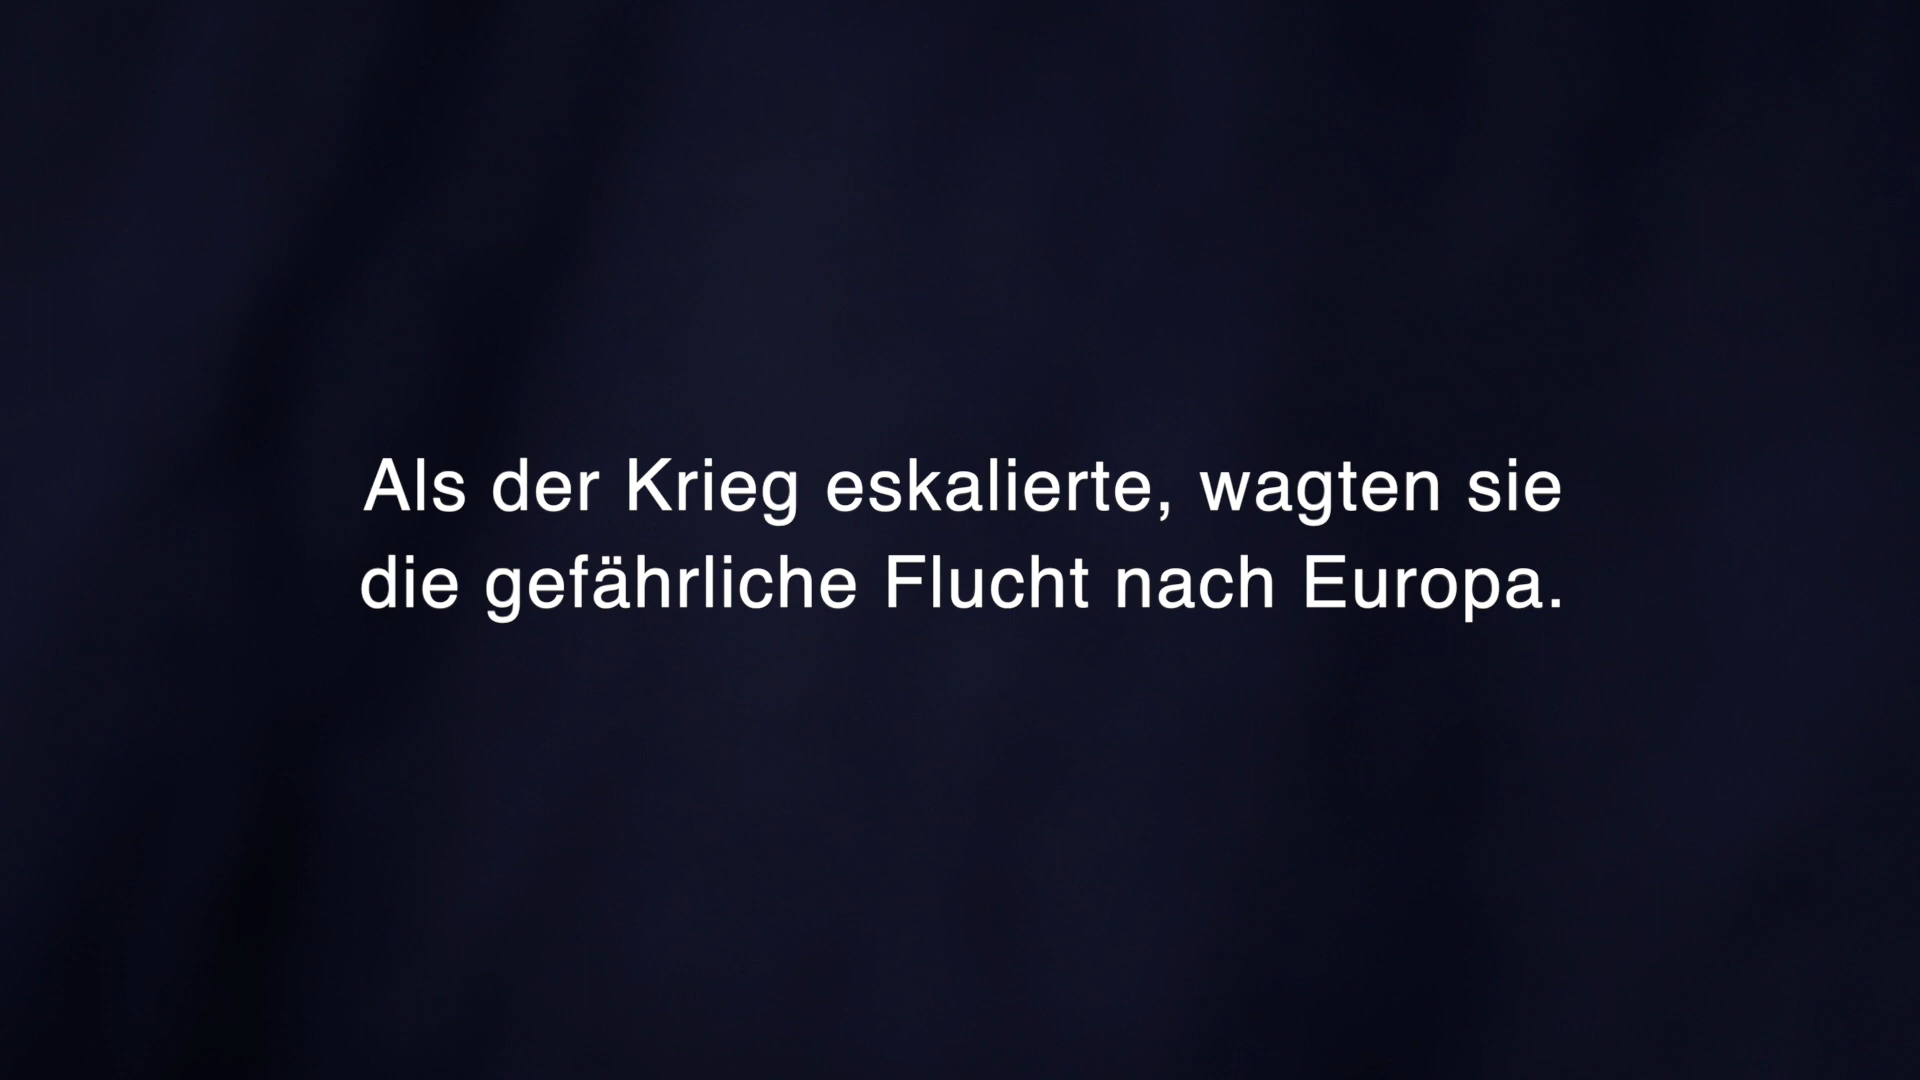 Als der Krieg eskalierte, wagten sie
die gefährliche Flucht nach Europa.